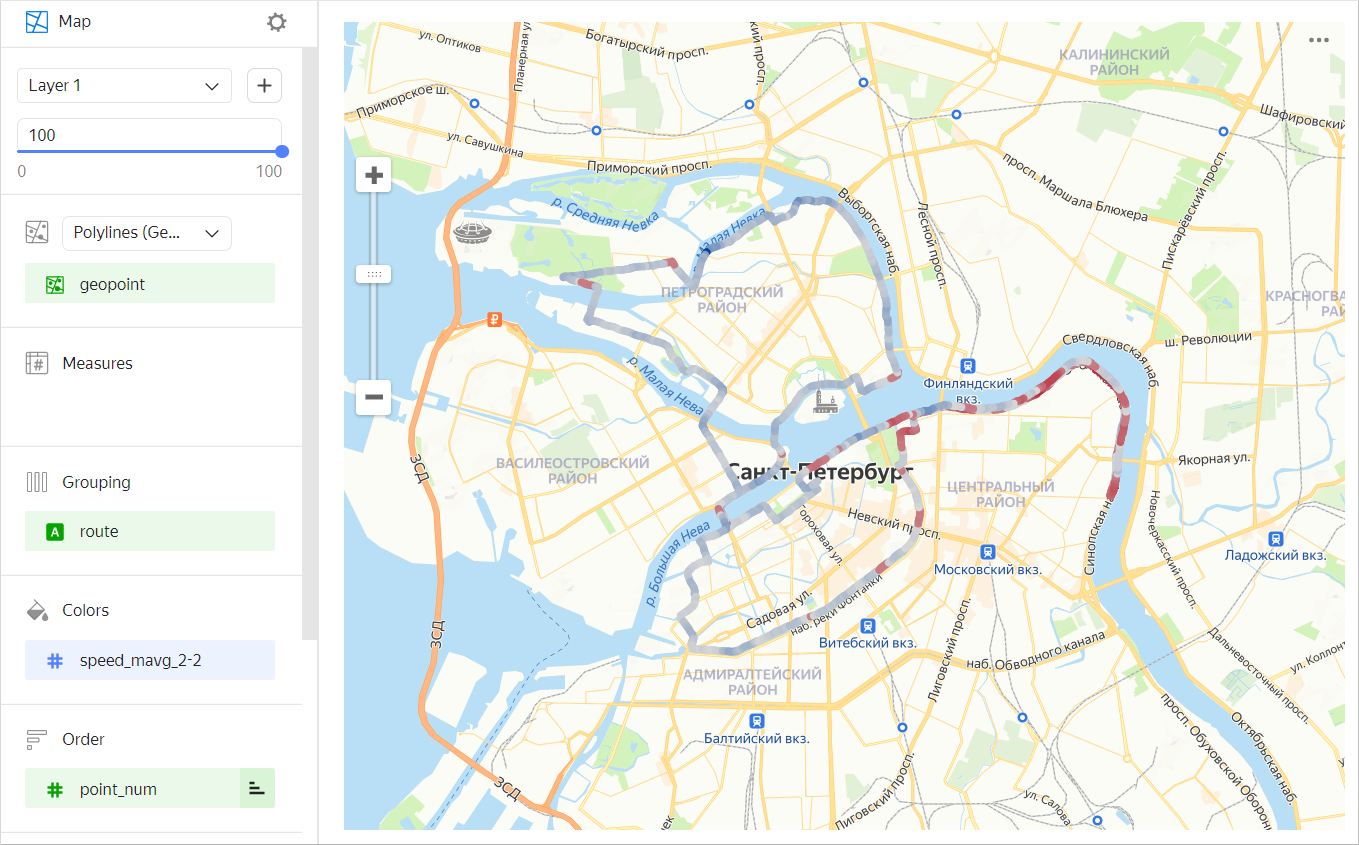 Map
Layer 1
100
0
100
Polylines (Ge...
geopoint
Measures
Grouping
A
route
Colors
speed_mavg_2-2
Order
point_num
ул. Оптиков
Богатырский просп.
Планерная у
КАЛИНИНСКИЙ
РАЙОН
Приморское ш.
Шафировский
ул. Савушкина
Приморский просп.
просп. Маршала Блюхера
Пискарёвский просп.
р. Средняя Невка
р. Малая Невка
Выборгская наб.
Лесной просп.
ПЕТРОГРАДСКИЙ
РАЙОН
КРАСНОГВА
РАЙ
Свердловская наб.
ш. Революции
р. Малая Нева
Финляндский
вкз.
ЗСД
ВАСИЛЕОСТРОВСКИЙ
РАЙОН
Санкт-Петербург
Якорная ул.
ЦЕНТРАЛЬНЫЙ
РАЙОН
Невский просп.
Гороховая ул.
Синопская на
Новочеркасский просп.
Ладожский вкз.
р. Большая Нева
Московский вкз.
Садовая ул.
наб. реки Фонтанки
Витебский вкз.
ЗСД
наб. Обводного канала
Лиговский просп.
Дальневосточный просп.
ул. Коллонт
АДМИРАЛТЕЙСКИЙ
РАЙОН
Балтийский вкз.
просп. Обуховской Оборон
Октябрьская наб.
ЗСД
Лиговский просп.
ул. Салова